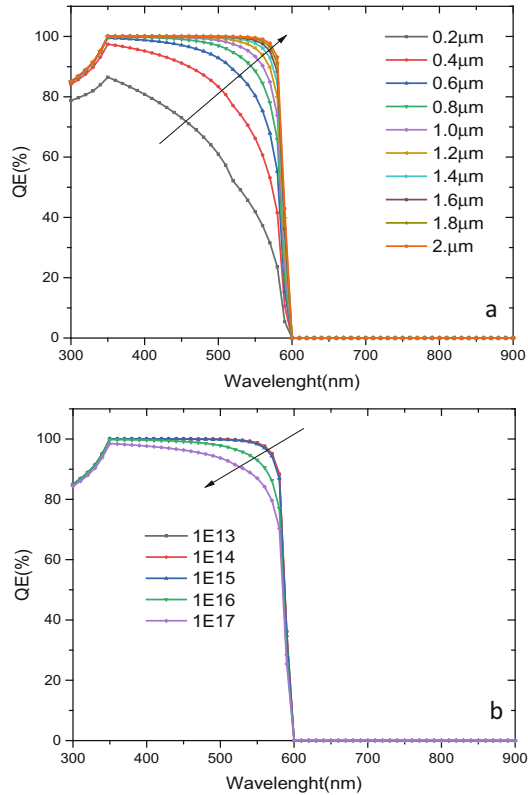 100
80
60
40
20
0
QE(%)
0.2μm
0.4μm
0.6μm
0.8μm
1.0μm
1.2μm
1.4μm
1.6μm
1.8μm
2.μm
a
300 400 500 600 700 800 900
Wavelenght(nm)
100
80
60
40
20
0
QE(%)
1E13
1E14
1E15
1E16
1E17
b
300 400 500 600 700 800 900
Wavelenght(nm)